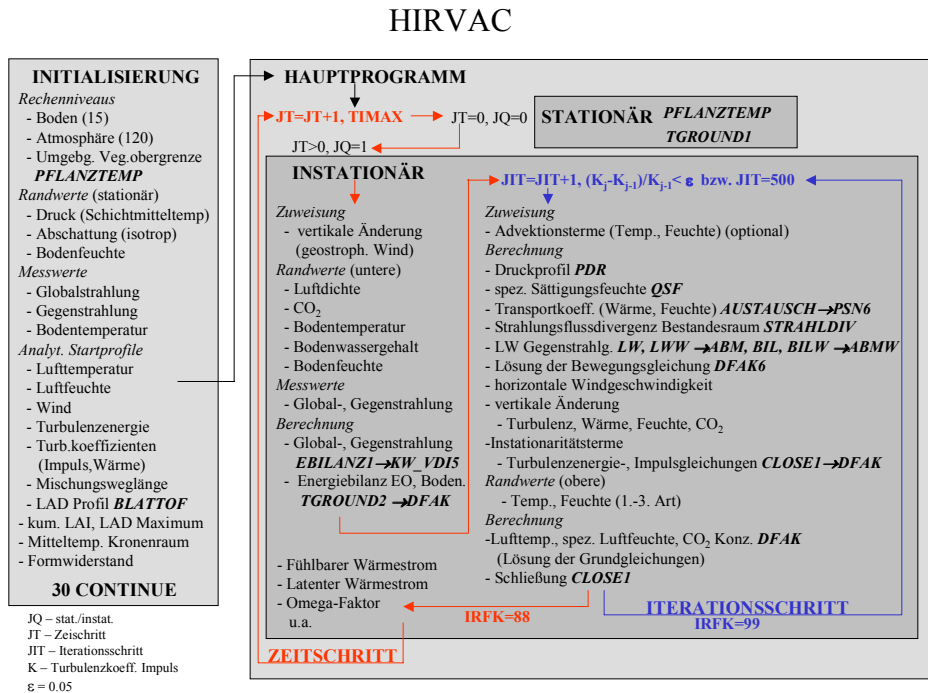 HIRVAC
INITIALISIERUNG
Rechenniveaus
- Boden (15)
- Atmosphäre (120)
- Umgebg. Veg.obergrenze
PFLANZTEMP
Randwerte (stationär)
- Druck (Schichtmitteltemp)
- Abschattung (isotrop)
- Bodenfeuchte
Messwerte
- Globalstrahlung
- Gegenstrahlung
- Bodentemperatur
Analyt. Startprofile
- Lufttemperatur
- Luftfeuchte
- Wind
- Turbulenzenergie
- Turb.koeffizienten
(Impuls,Wärme)
- Mischungsweglänge
- LAD Profil BLATTOF
- kum. LAI, LAD Maximum
- Mitteltemp. Kronenraum
- Formwiderstand
30 CONTINUE
JQ – stat./instat.
JT – Zeischritt
JIT – Iterationsschritt
K – Turbulenzkoeff. Impuls
ε = 0.05
HAUPTPROGRAMM
JT=JT+1, TIMAX
JT=0, JQ=0
STATIONÄR PFLANZTEMP
TGROUND1
JT>0, JQ=1
INSTATIONÄR
Zuweisung
- vertikale Änderung
(geostroph. Wind)
Randwerte (untere)
- Luftdichte
- CO₂
- Bodentemperatur
- Bodenwassergehalt
- Bodenfeuchte
Messwerte
- Global-, Gegenstrahlung
Berechnung
- Global-, Gegenstrahlung
EBILANZ1→KW_VDI5
- Energiebilanz EO, Boden.
TGROUND2 →DFAK
- Fühlbarer Wärmestrom
- Latenter Wärmestrom
- Omega-Faktor
u.a.
JIT=JIT+1, (Kⱼ-Kⱼ₋₁)/Kⱼ₋₁< ε bzw. JIT=500
Zuweisung
- Advektionsterme (Temp., Feuchte) (optional)
Berechnung
- Druckprofil PDR
- spez. Sättigungsfeuchte QSF
- Transportkoeff. (Wärme, Feuchte) AUSTAUSCH→PSN6
- Strahlungsflussdivergenz Bestandesraum STRAHLDIV
- LW Gegenstrahlg. LW, LWW →ABM, BIL, BILW →ABMW
- Lösung der Bewegungsgleichung DFAK6
- horizontale Windgeschwindigkeit
- vertikale Änderung
- Turbulenz, Wärme, Feuchte, CO₂
-Instationaritätsterme
- Turbulenzenergie-, Impulsgleichungen CLOSE1→DFAK
Randwerte (obere)
- Temp., Feuchte (1.-3. Art)
Berechnung
-Lufttemp., spez. Luftfeuchte, CO₂ Konz. DFAK
(Lösung der Grundgleichungen)
- Schließung CLOSE1
IRFK=88
ITERATIONSSCHRITT
IRFK=99
ZEITSCHRITT